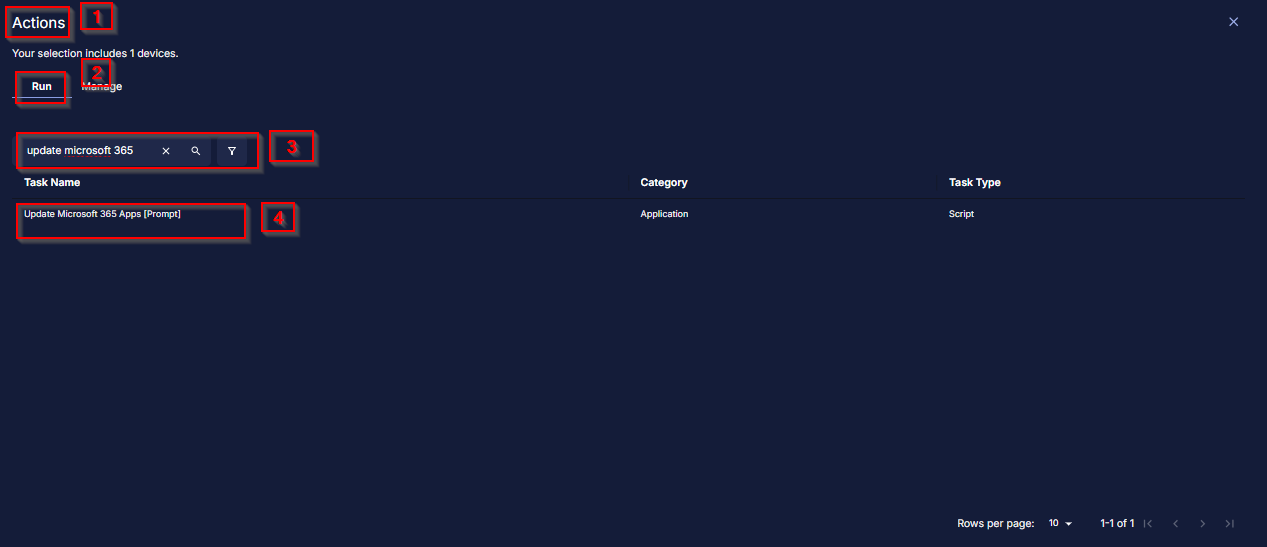 Actions 1
Your selection includes 1 devices.
2
Run Manage
update microsoft 365 3
Task Name Category Task Type
Update Microsoft 365 Apps [Prompt] 4 Application Script
Rows per page: 10 1-1 of 1